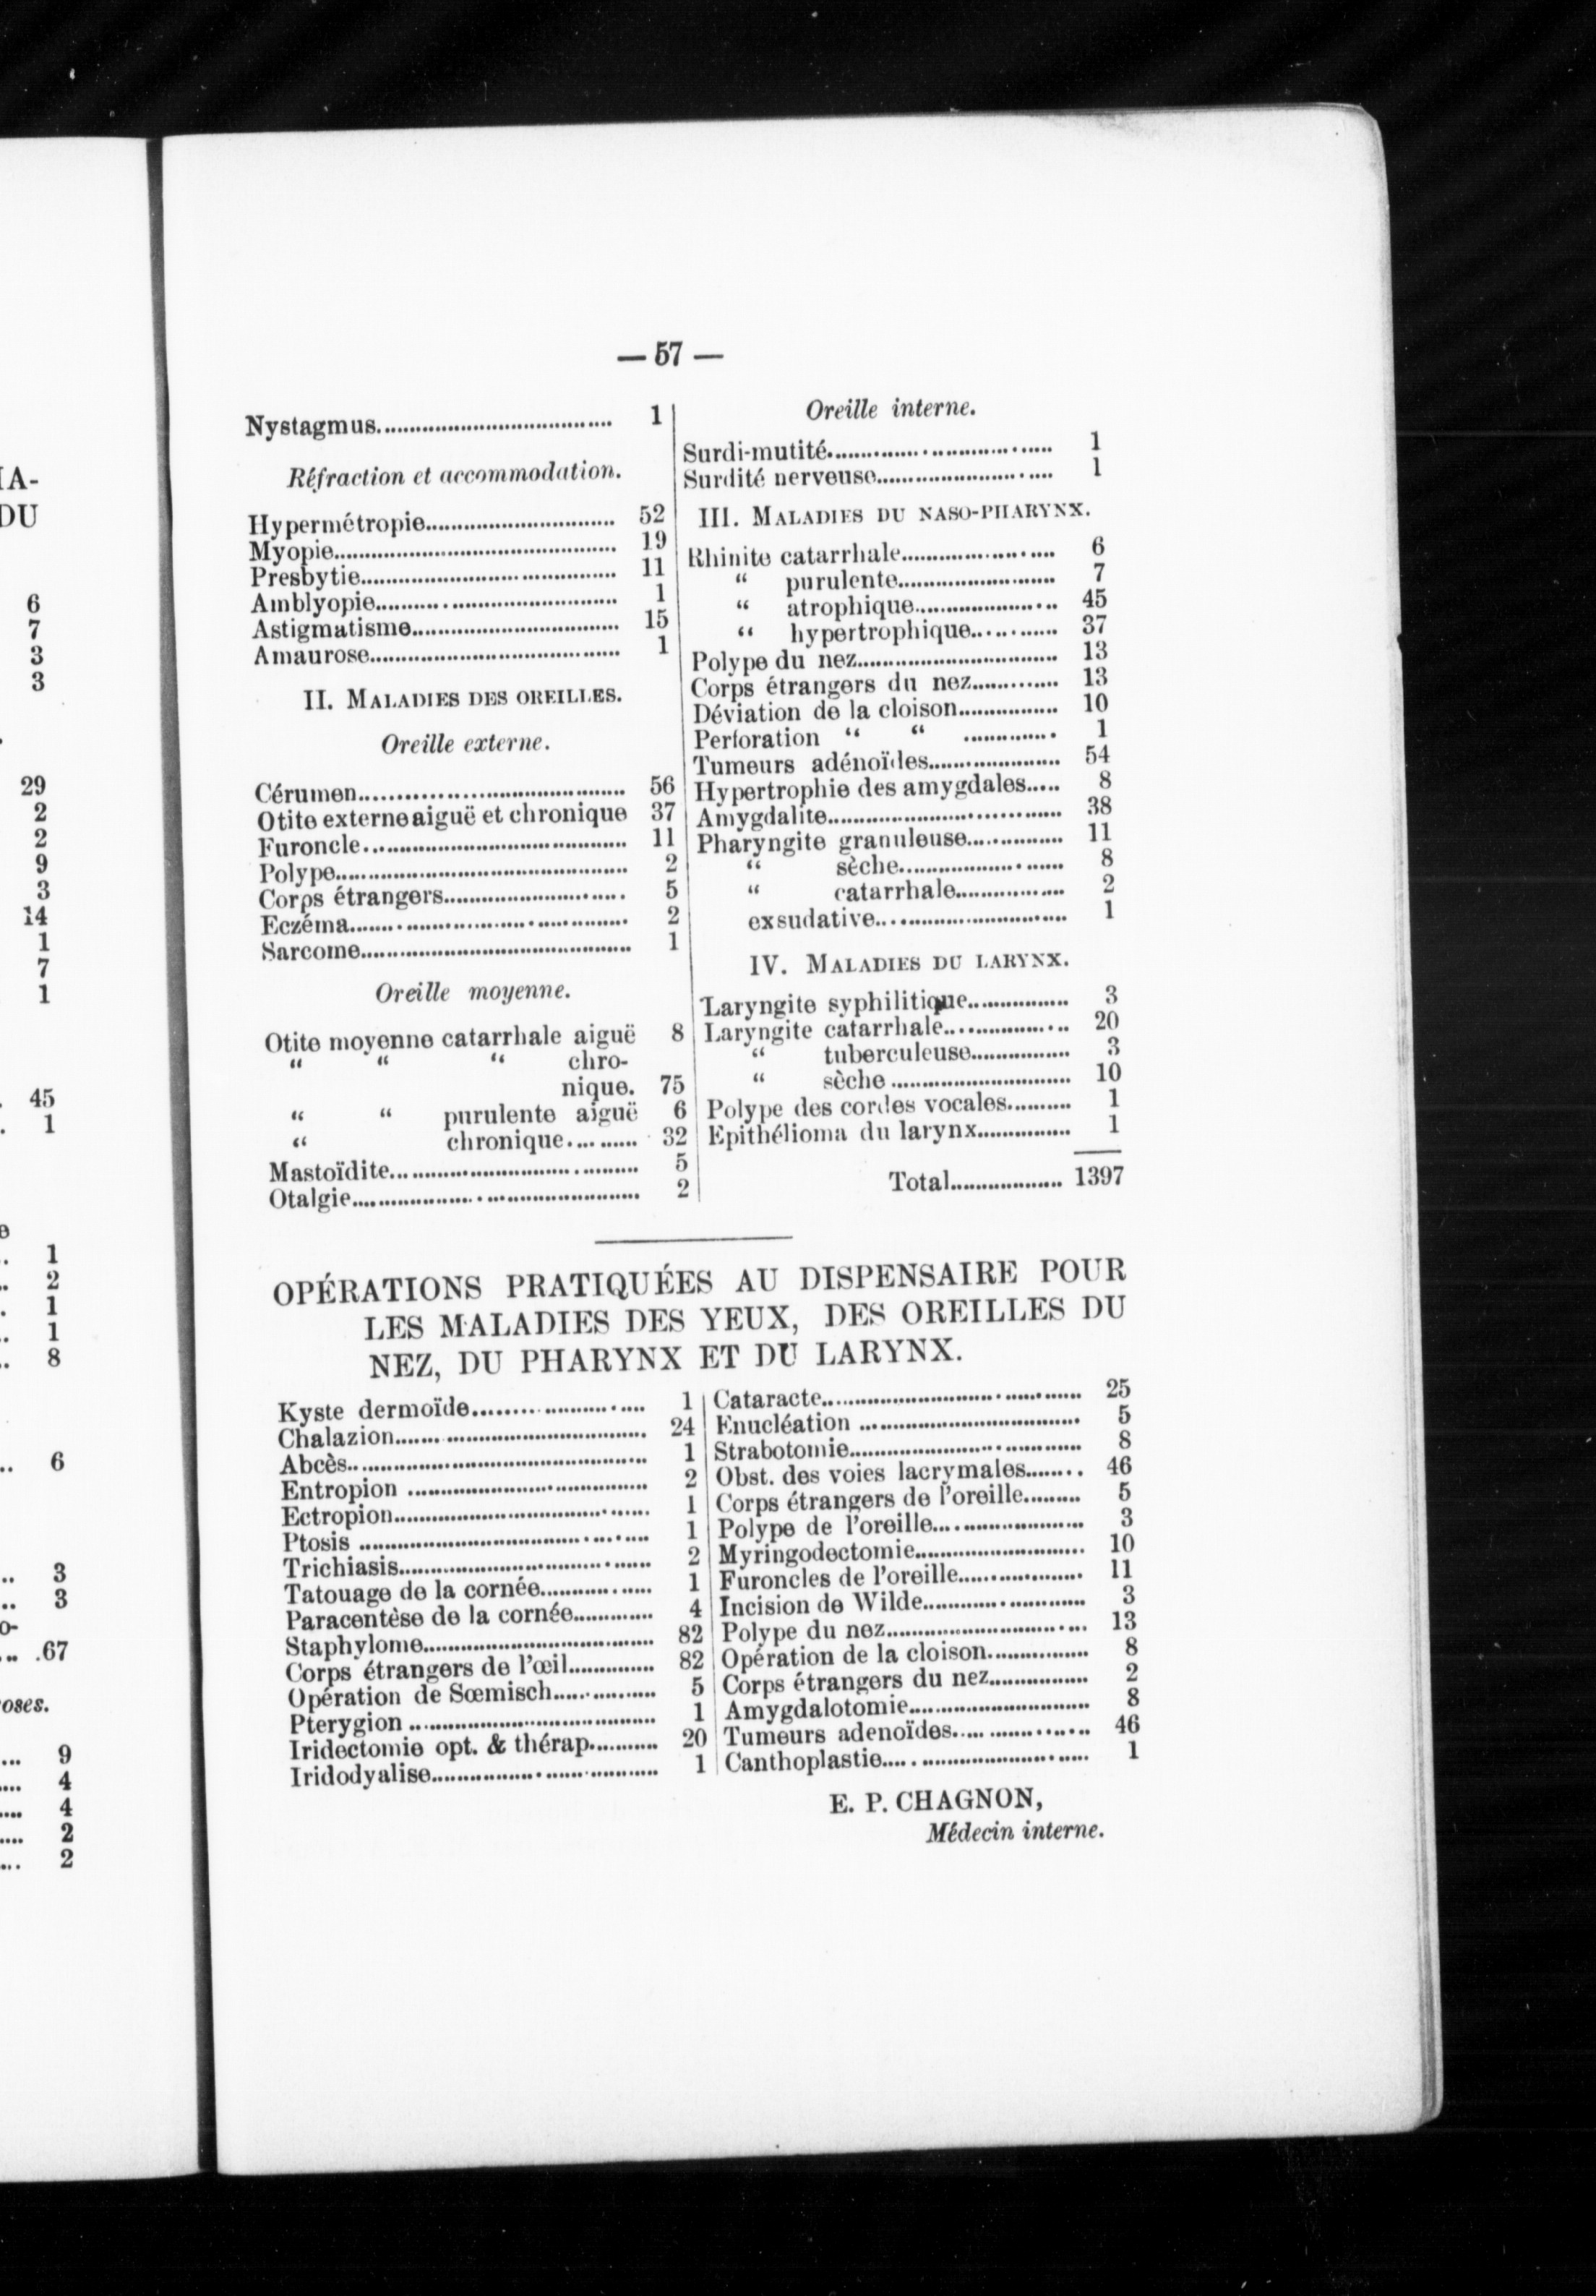 — 57 —
Nystagmus 1
Réfraction et accommodation.
Hypermétropie 52
Myopie 19
Presbytie 11
Amblyopie 1
Astigmatisme 15
Amaurose 1
II. MALADIES DES OREILLES.
Oreille externe.
Cérumen 56
Otite externe aiguë et chronique 37
Furoncle 11
Polype 2
Corps étrangers 5
Eczéma 2
Sarcome 1
Oreille moyenne.
Otite moyenne catarrhale aiguë 8
“ “ “ chro-
nique. 75
“ “ purulente aiguë 6
“ chronique 32
Mastoïdite 5
Otalgie 2
Oreille interne.
Surdi-mutité 1
Surdité nerveuse 1
III. MALADIES DU NASO-PHARYNX.
Rhinite catarrhale 6
“ purulente 7
“ atrophique 45
“ hypertrophique 37
Polype du nez 13
Corps étrangers du nez 13
Déviation de la cloison 10
Perforation “ “ 1
Tumeurs adénoïdes 54
Hypertrophie des amygdales 8
Amygdalite 38
Pharyngite granuleuse 11
“ sèche 8
“ catarrhale 2
exsudative 1
IV. MALADIES DU LARYNX.
Laryngite syphilitique 3
Laryngite catarrhale 20
“ tuberculeuse 3
“ sèche 10
Polype des cordes vocales 1
Epithélioma du larynx 1
Total 1397
OPÉRATIONS PRATIQUÉES AU DISPENSAIRE POUR
LES MALADIES DES YEUX, DES OREILLES DU
NEZ, DU PHARYNX ET DU LARYNX.
Kyste dermoïde 1
Chalazion 24
Abcès 1
Entropion 2
Ectropion 1
Ptosis 1
Trichiasis 2
Tatouage de la cornée 1
Paracentèse de la cornée 4
Staphylome 82
Corps étrangers de l'œil 82
Opération de Sœmisch 5
Pterygion 1
Iridectomie opt. & thérap. 20
Iridodyalise 1
Cataracte 25
Enucléation 5
Strabotomie 8
Obst. des voies lacrymales 46
Corps étrangers de l'oreille 5
Polype de l'oreille 3
Myringodectomie 10
Furoncles de l'oreille 11
Incision de Wilde 3
Polype du nez 13
Opération de la cloison 8
Corps étrangers du nez 2
Amygdalotomie 8
Tumeurs adenoïdes 46
Canthoplastie 1
E. P. CHAGNON,
Médecin interne.